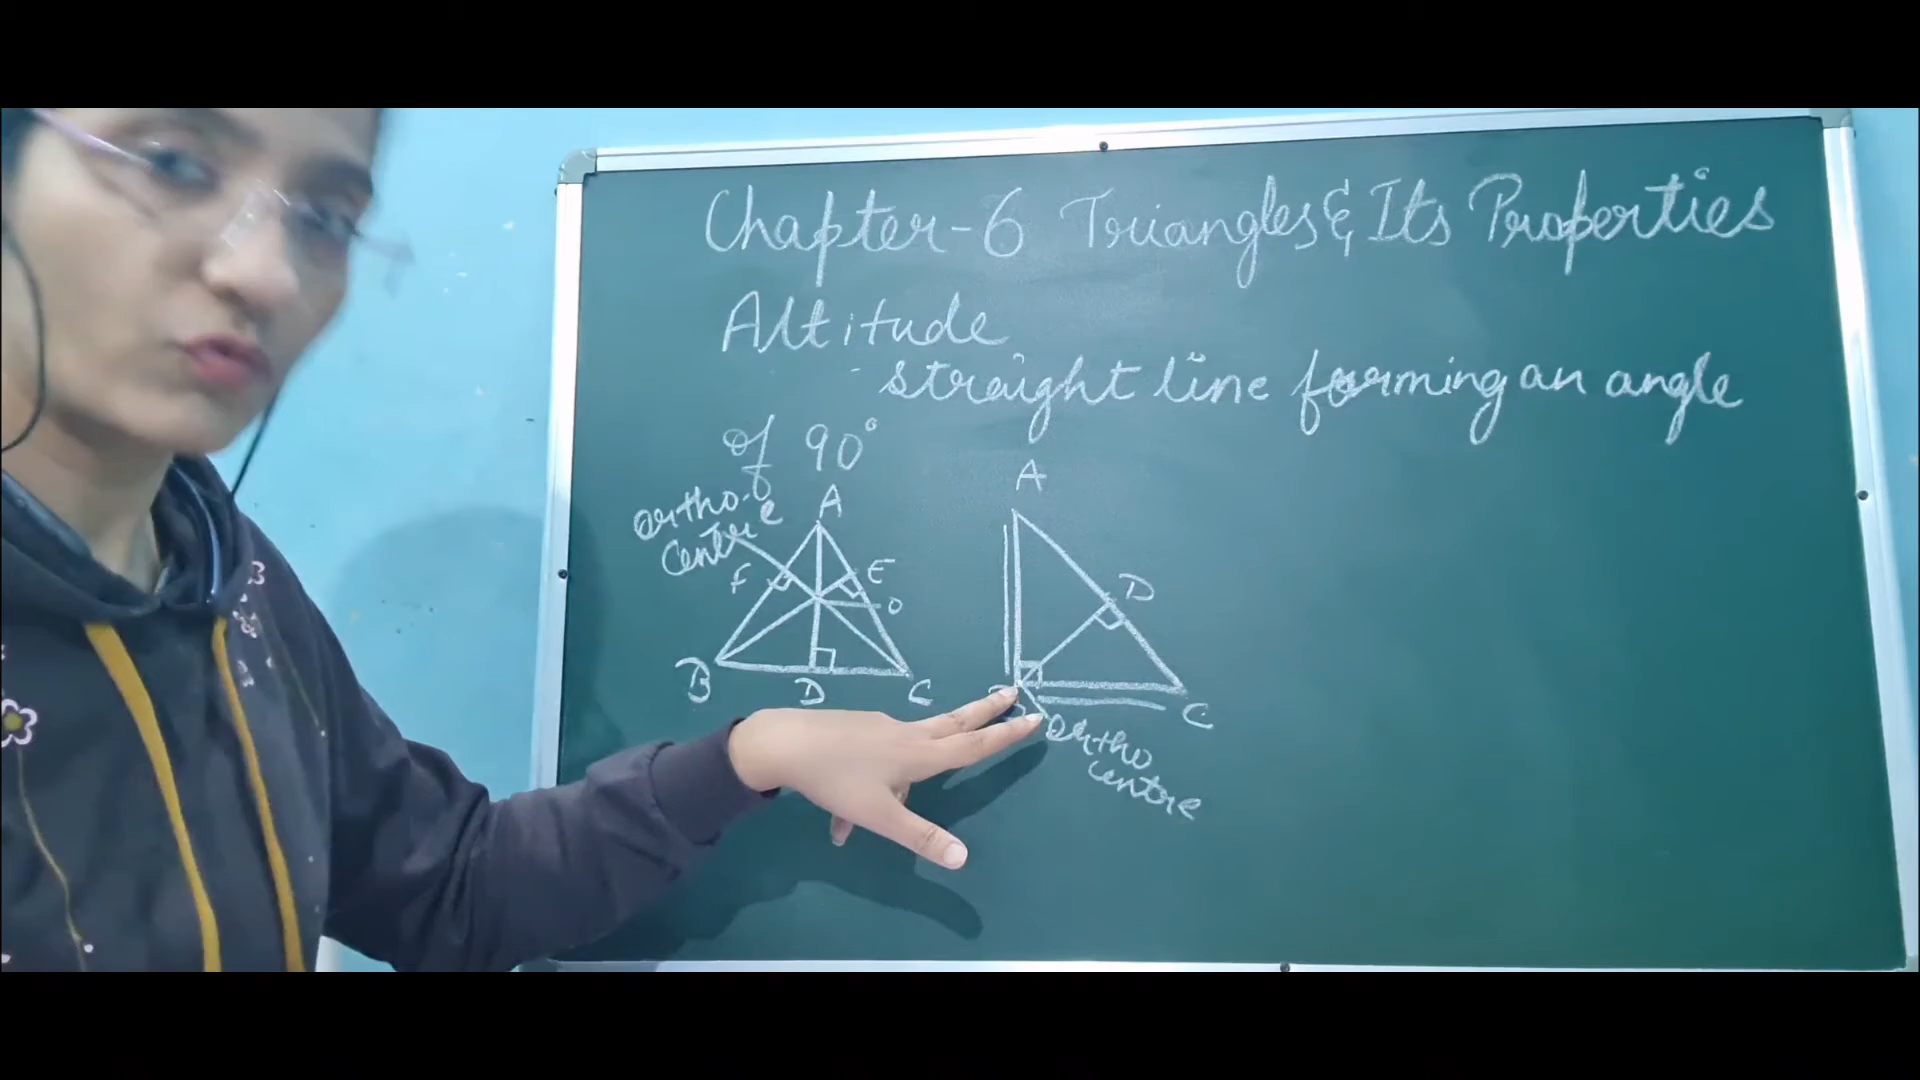 Chapter-6 Triangles & Its Properties
Altitude
- straight line forming an angle
of 90°
ortho-
centre
A
F
E
O
B
D
C
A
D
C
ortho
centre